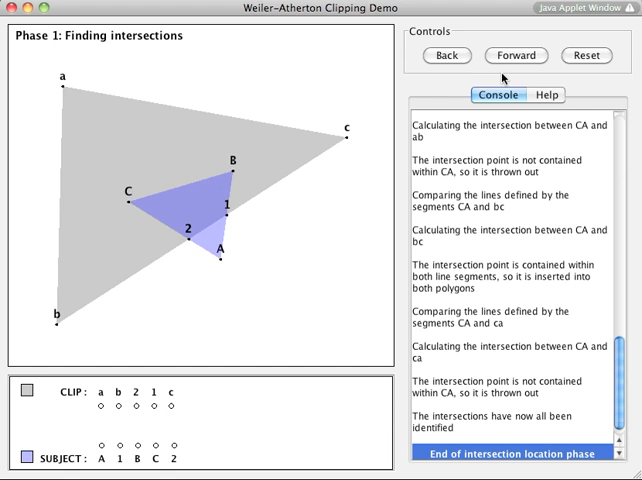 Weiler-Atherton Clipping Demo
Java Applet Window
Phase 1: Finding intersections
a
c
B
C
1
2
A
b
CLIP: a b 2 1 c
SUBJECT: A 1 B C 2
Controls
Back Forward Reset
Console Help
Calculating the intersection between CA and
ab
The intersection point is not contained
within CA, so it is thrown out
Comparing the lines defined by the
segments CA and bc
Calculating the intersection between CA and
bc
The intersection point is contained within
both line segments, so it is inserted into
both polygons
Comparing the lines defined by the
segments CA and ca
Calculating the intersection between CA and
ca
The intersection point is not contained
within CA, so it is thrown out
The intersections have now all been
identified
End of intersection location phase